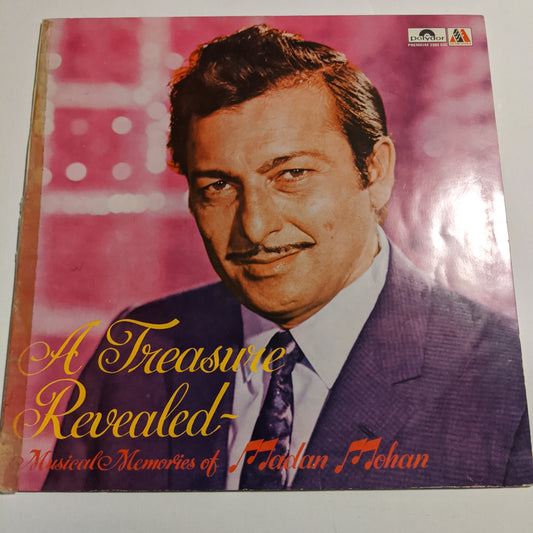 Polydor
A Treasure
Revealed~
Musical Memories of Madan Mohan